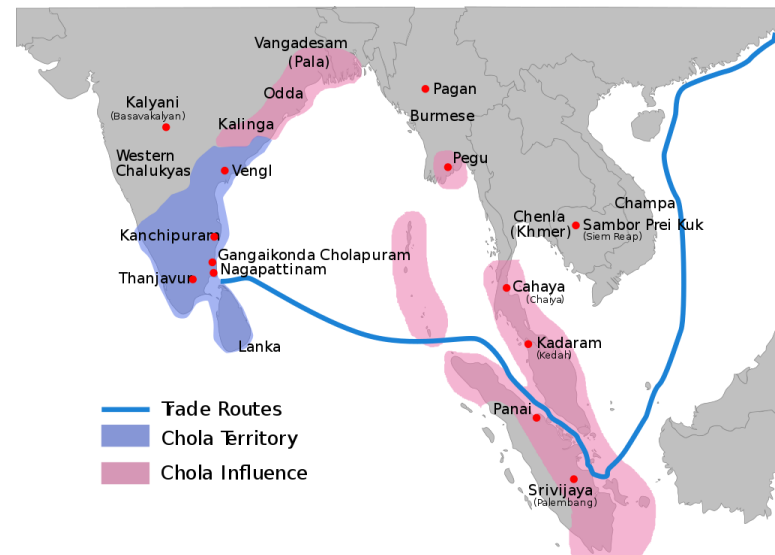 Vangadesam
(Pala)
Odda
Kalinga
Kalyani
(Basavakalyan)
Western
Chalukyas
Vengl
Kanchipuram
Gangaikonda Cholapuram
Nagapattinam
Thanjavur
Lanka
Pagan
Burmese
Pegu
Champa
Chenla
(Khmer)
Sambor Prei Kuk
(Siem Reap)
Cahaya
(Chaiya)
Kadaram
(Kedah)
Panai
Srivijaya
(Palembang)
Trade Routes
Chola Territory
Chola Influence